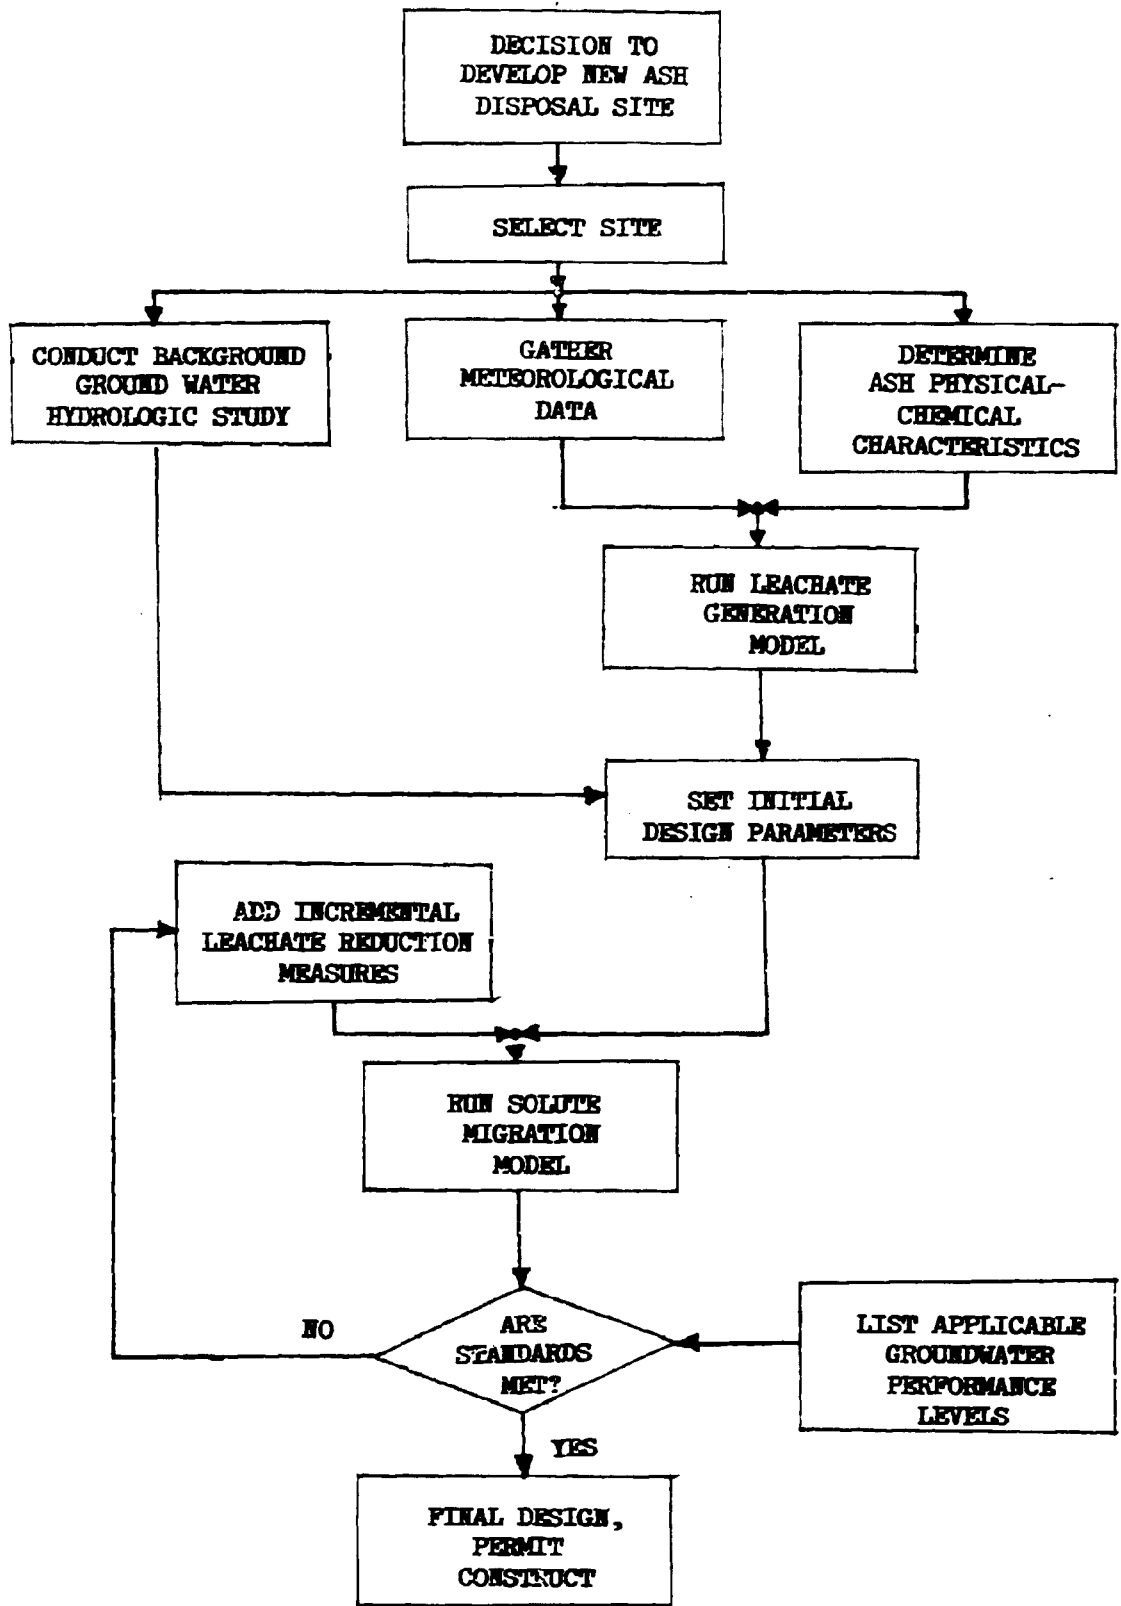 DECISION TO
DEVELOP NEW ASH
DISPOSAL SITE
SELECT SITE
CONDUCT BACKGROUND
GROUND WATER
HYDROLOGIC STUDY
GATHER
METEOROLOGICAL
DATA
DETERMINE
ASH PHYSICAL-
CHEMICAL
CHARACTERISTICS
RUN LEACHATE
GENERATION
MODEL
SET INITIAL
DESIGN PARAMETERS
ADD INCREMENTAL
LEACHATE REDUCTION
MEASURES
RUN SOLUTE
MIGRATION
MODEL
NO
ARE
STANDARDS
MET?
LIST APPLICABLE
GROUNDWATER
PERFORMANCE
LEVELS
YES
FINAL DESIGN,
PERMIT
CONSTRUCT